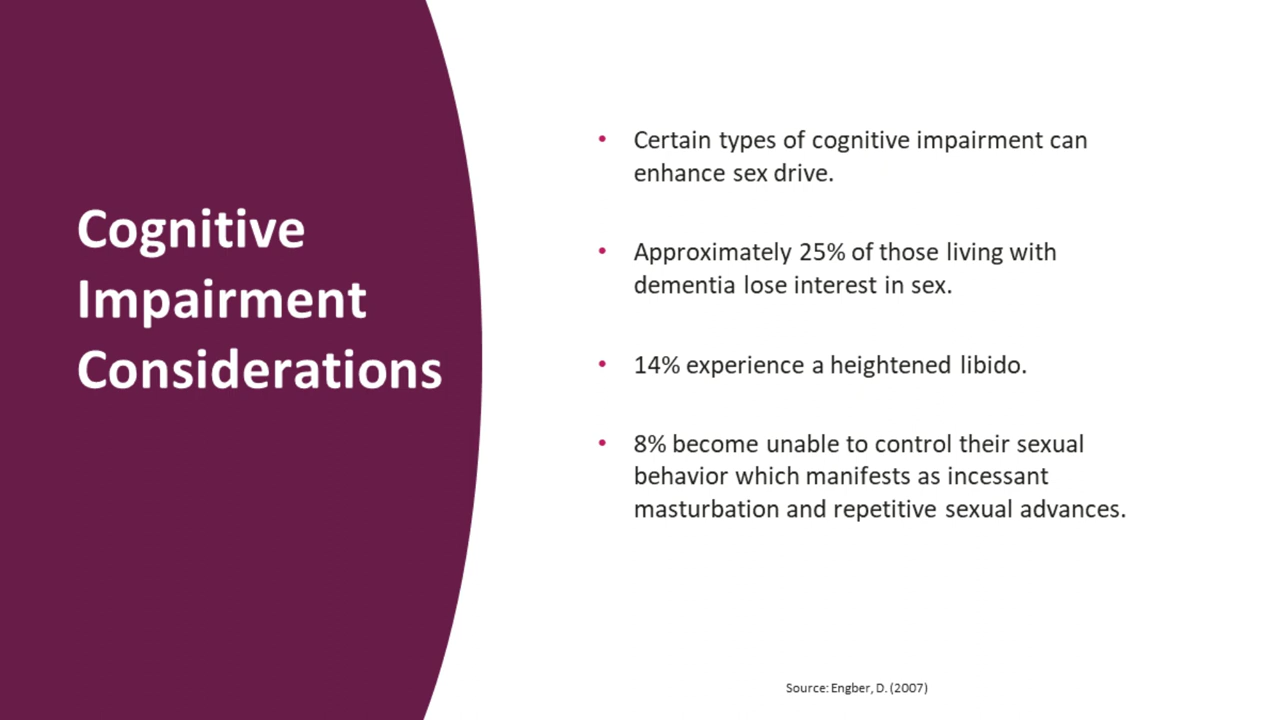 Cognitive
Impairment
Considerations
• Certain types of cognitive impairment can
enhance sex drive.
• Approximately 25% of those living with
dementia lose interest in sex.
• 14% experience a heightened libido.
• 8% become unable to control their sexual
behavior which manifests as incessant
masturbation and repetitive sexual advances.
Source: Engber, D. (2007)